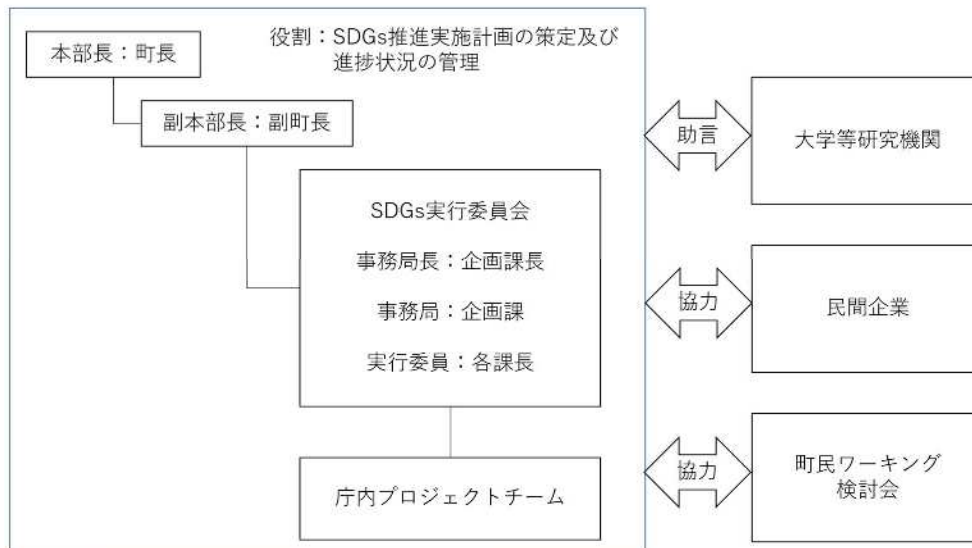 本部長：町長
役割：SDGs推進実施計画の策定及び
進捗状況の管理
副本部長：副町長
助言
大学等研究機関
SDGs実行委員会
事務局長：企画課長
事務局：企画課
実行委員：各課長
協力
民間企業
庁内プロジェクトチーム
協力
町民ワーキング
検討会